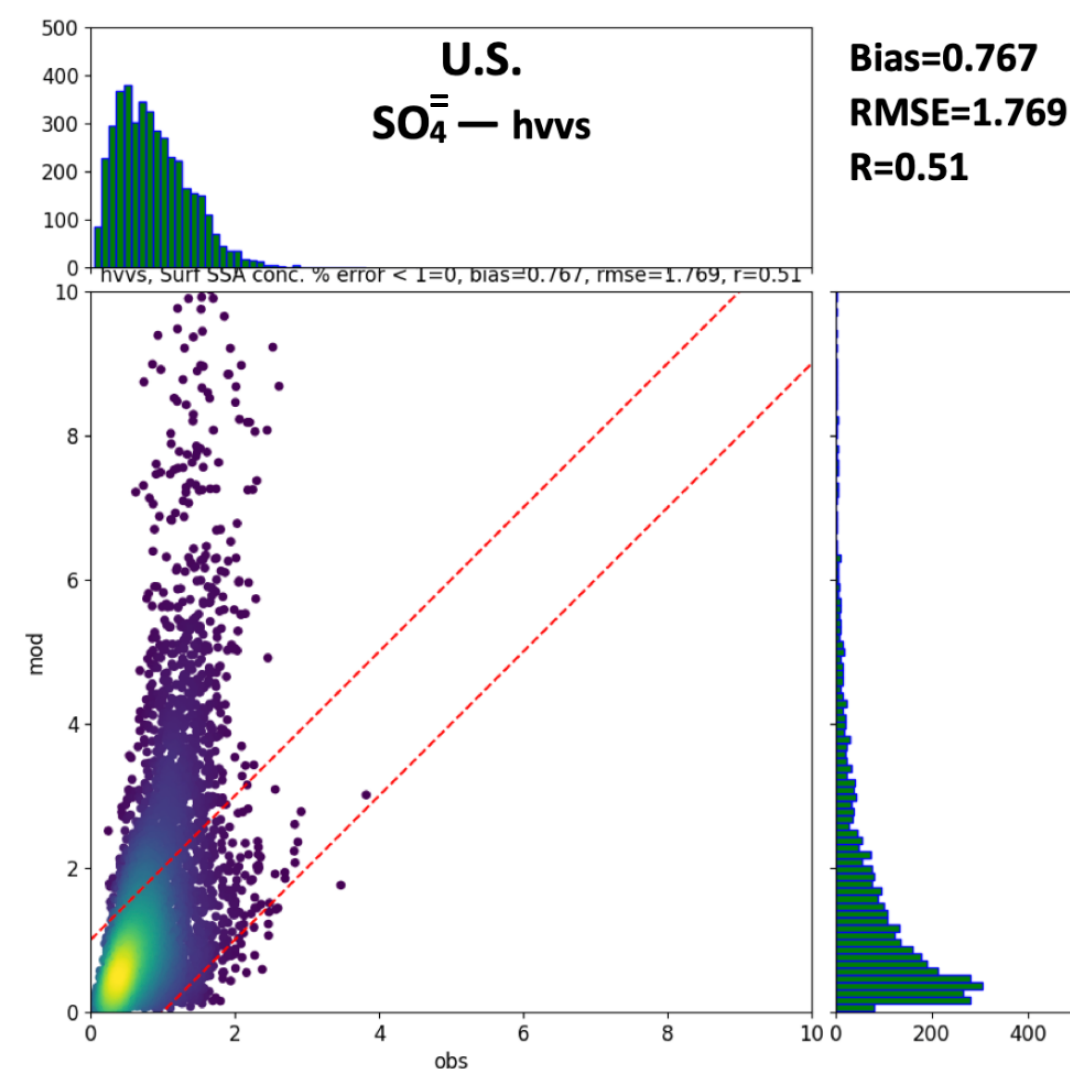 500
400
300
200
100
0
U.S.
SO₄⁼ — hvvs
Bias=0.767
RMSE=1.769
R=0.51
hvvs, Surf SSA conc. % error < 1=0, bias=0.767, rmse=1.769, r=0.51
10
8
6
4
2
0
mod
0 2 4 6 8 10
obs
0 200 400